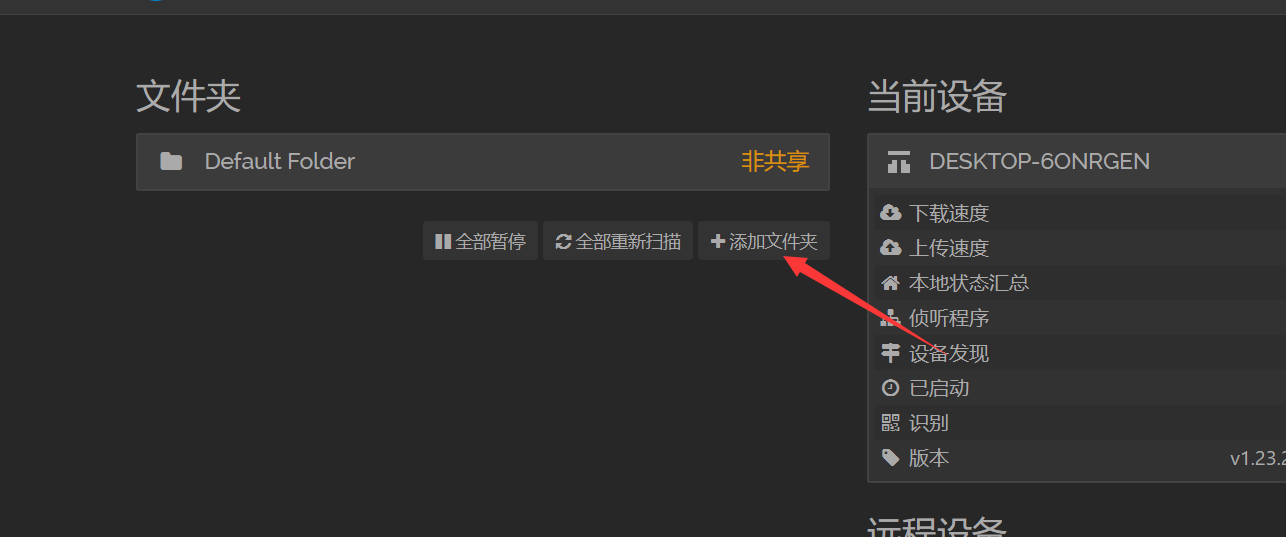 文件夹
Default Folder
非共享
全部暂停
全部重新扫描
添加文件夹
当前设备
DESKTOP-6ONRGEN
下载速度
上传速度
本地状态汇总
侦听程序
设备发现
已启动
识别
版本
v1.23.2
远程设备